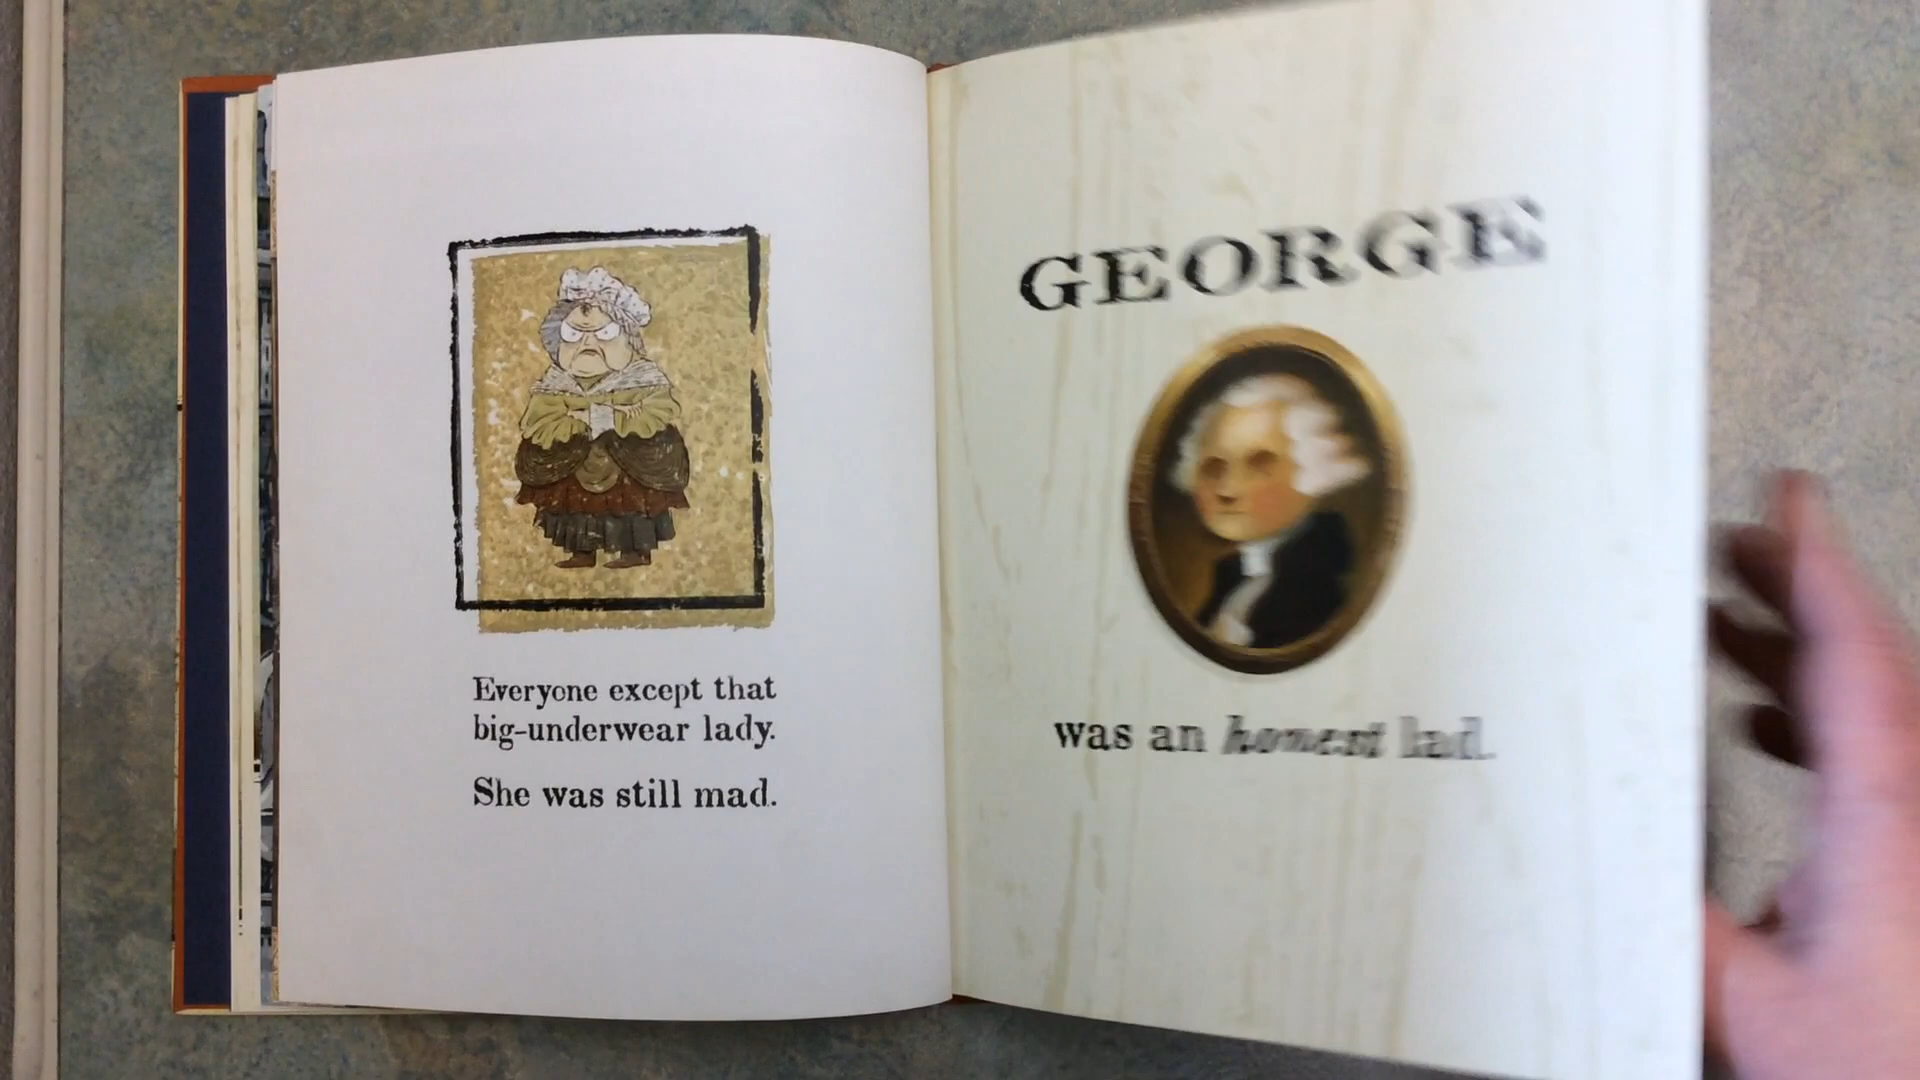 Everyone except that
big-underwear lady.
She was still mad.
GEORGE
was an honest lad.